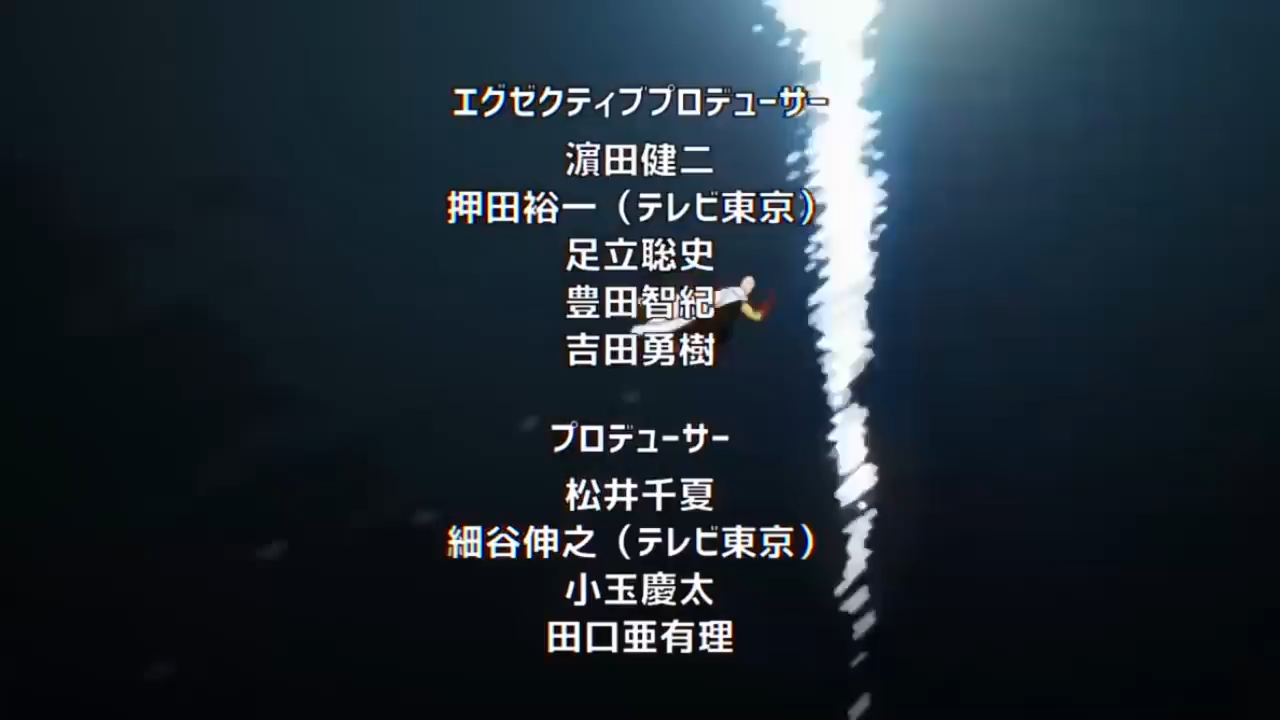 エグゼクティブプロデューサー
濵田健二
押田裕一（テレビ東京）
足立聡史
豊田智紀
吉田勇樹
プロデューサー
松井千夏
細谷伸之（テレビ東京）
小玉慶太
田口亜有理